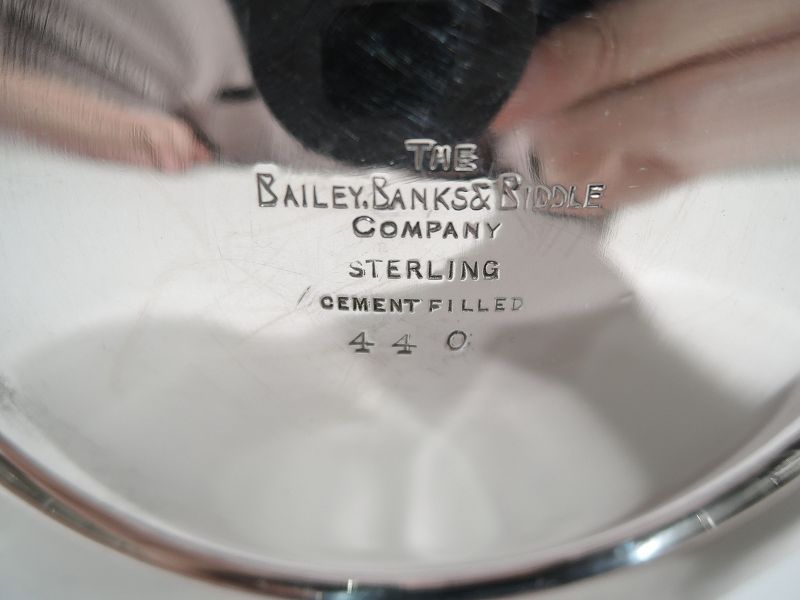 THE
BAILEY, BANKS & BIDDLE
COMPANY
STERLING
CEMENT FILLED
440